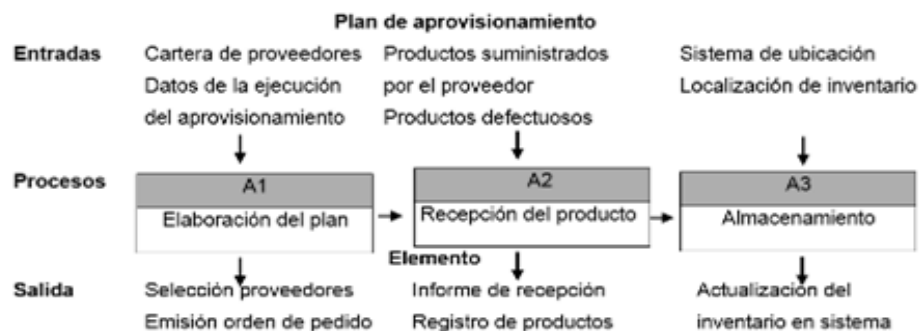 Plan de aprovisionamiento
Entradas
Cartera de proveedores
Datos de la ejecución
del aprovisionamiento
Productos suministrados
por el proveedor
Productos defectuosos
Sistema de ubicación
Localización de inventario
Procesos
A1
Elaboración del plan
A2
Recepción del producto
A3
Almacenamiento
Elemento
Salida
Selección proveedores
Emisión orden de pedido
Informe de recepción
Registro de productos
Actualización del
inventario en sistema